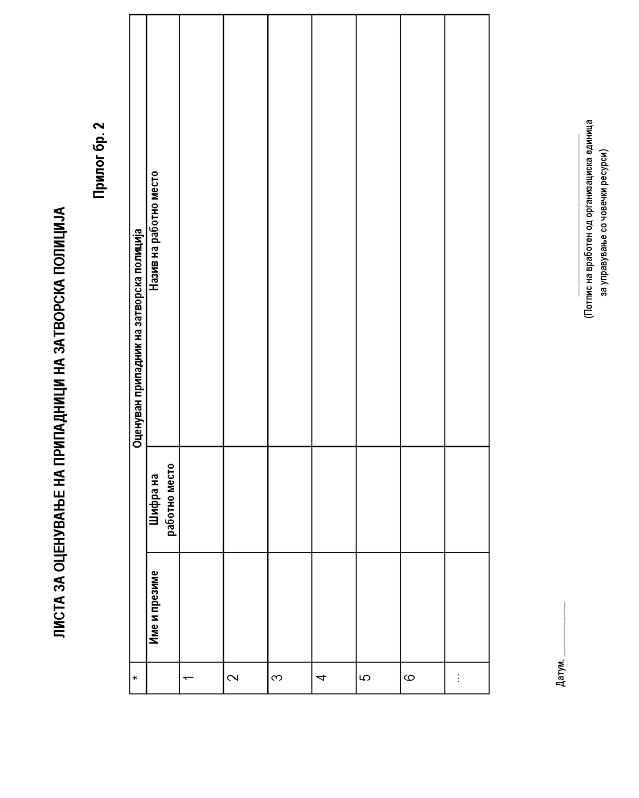 ЛИСТА ЗА ОЦЕНУВАЊЕ НА ПРИПАДНИЦИ НА ЗАТВОРСКА ПОЛИЦИЈА
Прилог бр. 2
* Оценуван припадник на затворска полиција
Име и презиме Шифра на работно место Назив на работно место
1
2
3
4
5
6
...
Датум. __________
(Потпис на вработен од организациска единица
за управување со човечки ресурси)